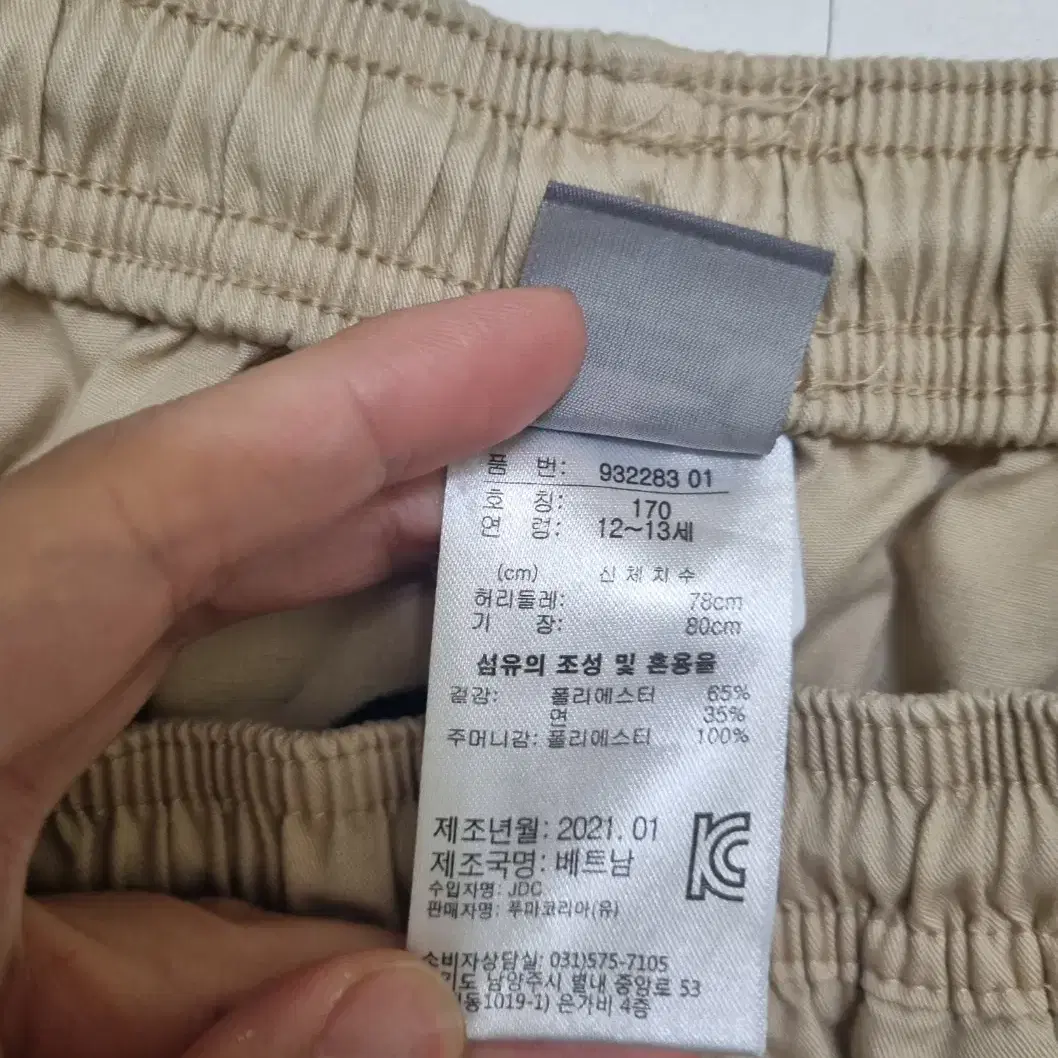 품 번: 932283 01
호 칭: 170
연 령: 12~13세
(cm) 신 체 치 수
허리둘레: 78cm
기 장: 80cm
섬유의 조성 및 혼용율
겉감: 폴리에스터 65%
면 35%
주머니감: 폴리에스터 100%
제조년월: 2021. 01
제조국명: 베트남
수입자명: JDC
판매자명: 푸마코리아(유)
소비자상담실: 031)575-7105
남양주시 별내 중앙로 53
1019-1) 은가비 4층